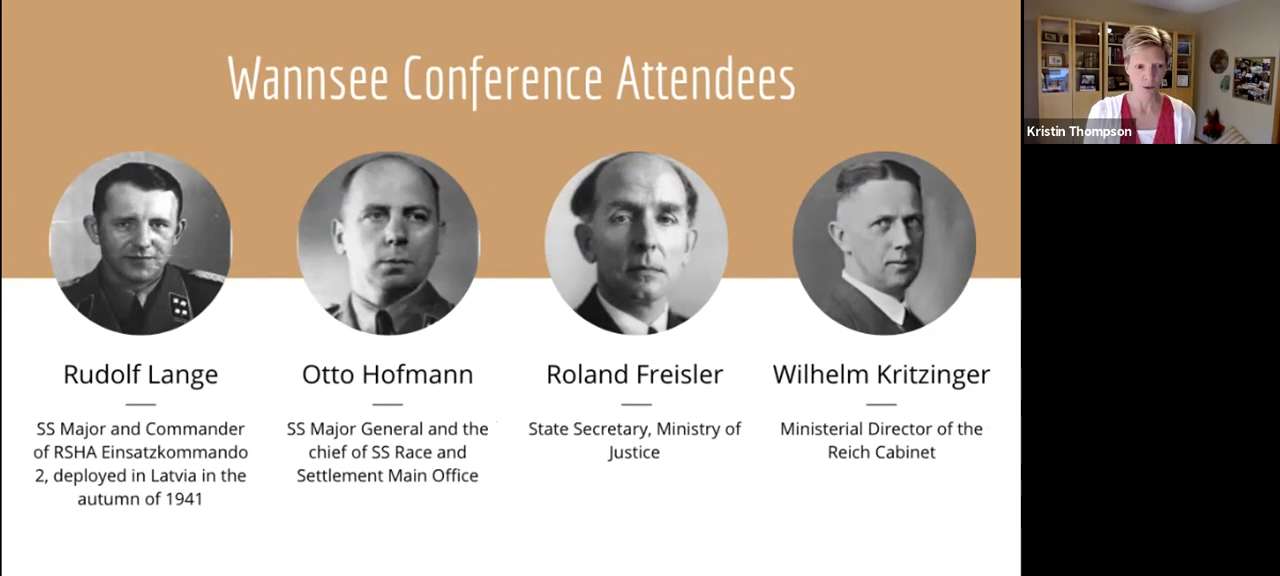 Wannsee Conference Attendees
Kristin Thompson
Rudolf Lange
SS Major and Commander
of RSHA Einsatzkommando
2, deployed in Latvia in the
autumn of 1941
Otto Hofmann
SS Major General and the
chief of SS Race and
Settlement Main Office
Roland Freisler
State Secretary, Ministry of
Justice
Wilhelm Kritzinger
Ministerial Director of the
Reich Cabinet